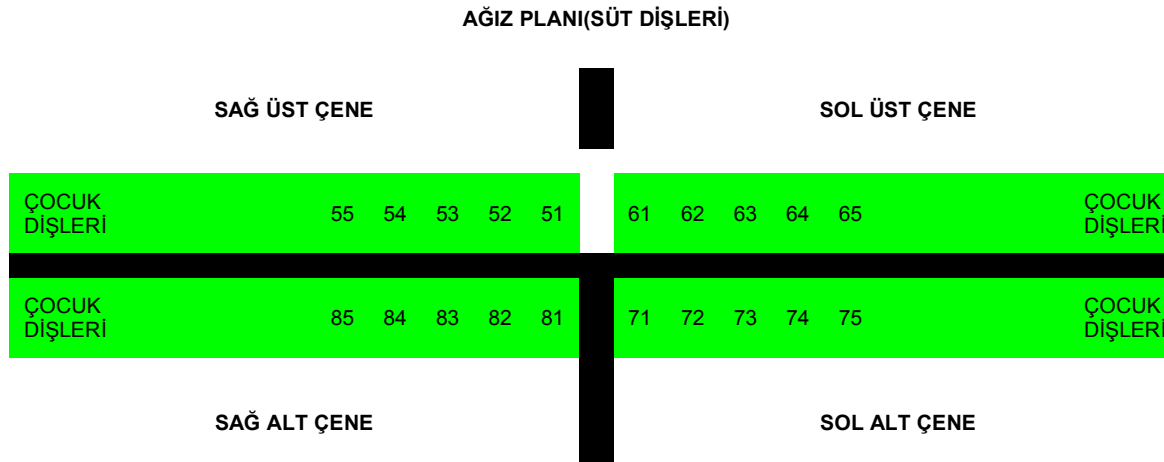 AĞIZ PLANI(SÜT DİŞLERİ)
SAĞ ÜST ÇENE SOL ÜST ÇENE
ÇOCUK DİŞLERİ 55 54 53 52 51 61 62 63 64 65 ÇOCUK DİŞLERİ
ÇOCUK DİŞLERİ 85 84 83 82 81 71 72 73 74 75 ÇOCUK DİŞLERİ
SAĞ ALT ÇENE SOL ALT ÇENE